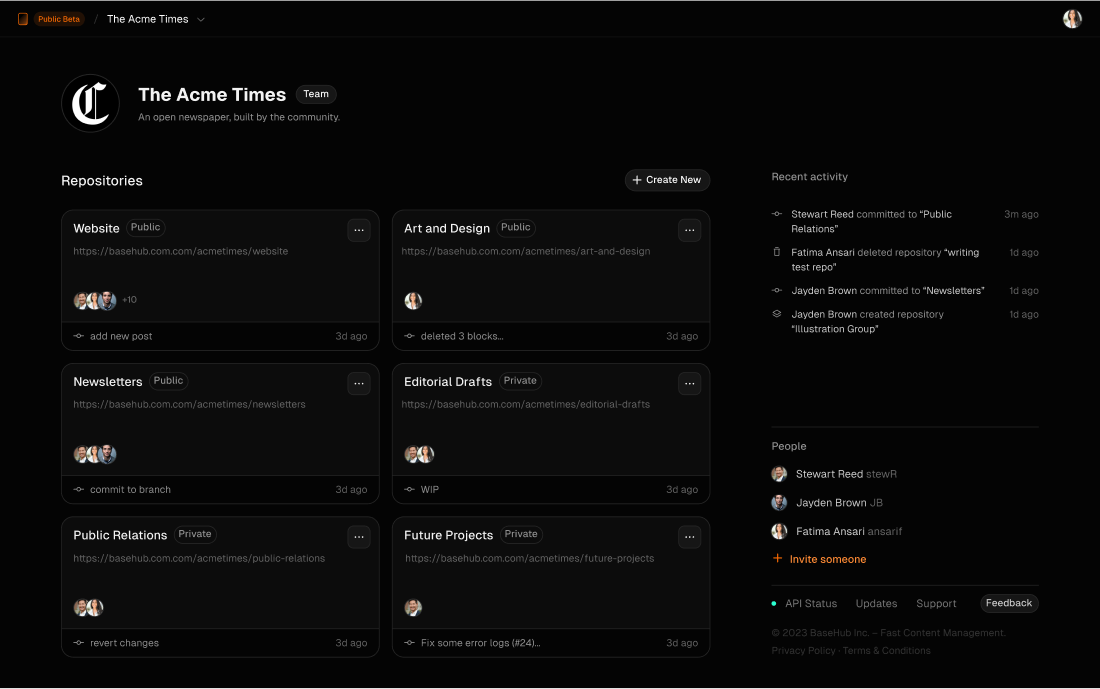 Public Beta / The Acme Times
C
The Acme Times Team
An open newspaper, built by the community.
Repositories
+ Create New
Website Public
https://basehub.com.com/acmetimes/website
+10
add new post 3d ago
Art and Design Public
https://basehub.com.com/acmetimes/art-and-design
deleted 3 blocks... 3d ago
Newsletters Public
https://basehub.com.com/acmetimes/newsletters
commit to branch 3d ago
Editorial Drafts Private
https://basehub.com.com/acmetimes/editorial-drafts
WIP 3d ago
Public Relations Private
https://basehub.com.com/acmetimes/public-relations
revert changes 3d ago
Future Projects Private
https://basehub.com.com/acmetimes/future-projects
Fix some error logs (#24)... 3d ago
Recent activity
Stewart Reed committed to “Public 3m ago
Relations”
Fatima Ansari deleted repository “writing 1d ago
test repo”
Jayden Brown committed to “Newsletters” 1d ago
Jayden Brown created repository 1d ago
“Illustration Group”
People
Stewart Reed stewR
Jayden Brown JB
Fatima Ansari ansarif
+ Invite someone
API Status Updates Support Feedback
© 2023 BaseHub Inc. – Fast Content Management.
Privacy Policy · Terms & Conditions